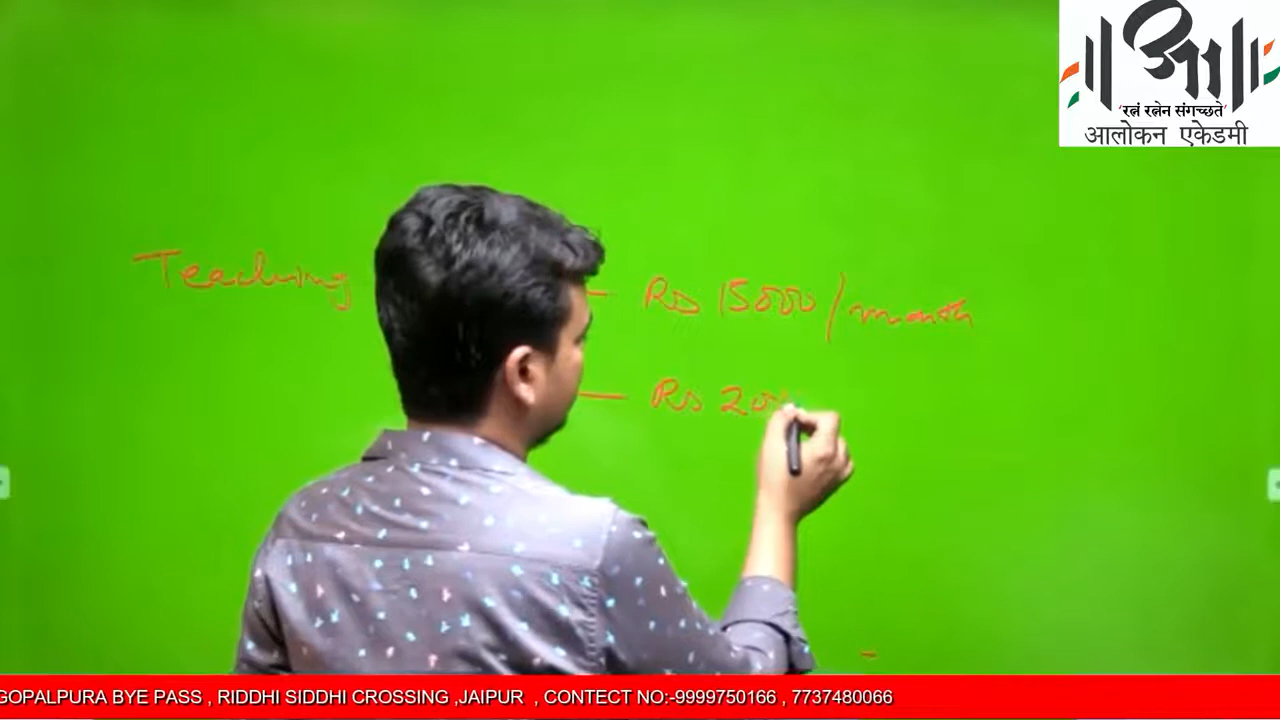 'रत्नं रत्नेन संगच्छते'
आलोकन एकेडमी
Teaching — Rs 15000/month
— Rs 200
GOPALPURA BYE PASS , RIDDHI SIDDHI CROSSING ,JAIPUR , CONTECT NO:-9999750166 , 7737480066